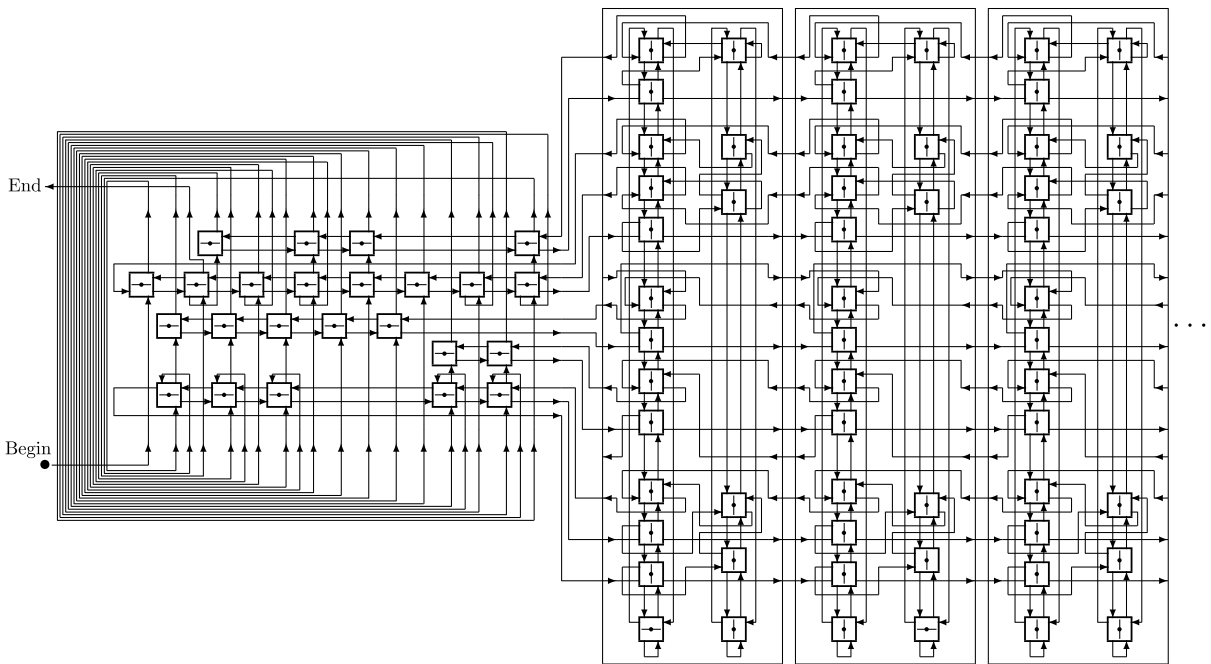 End
Begin
. . .